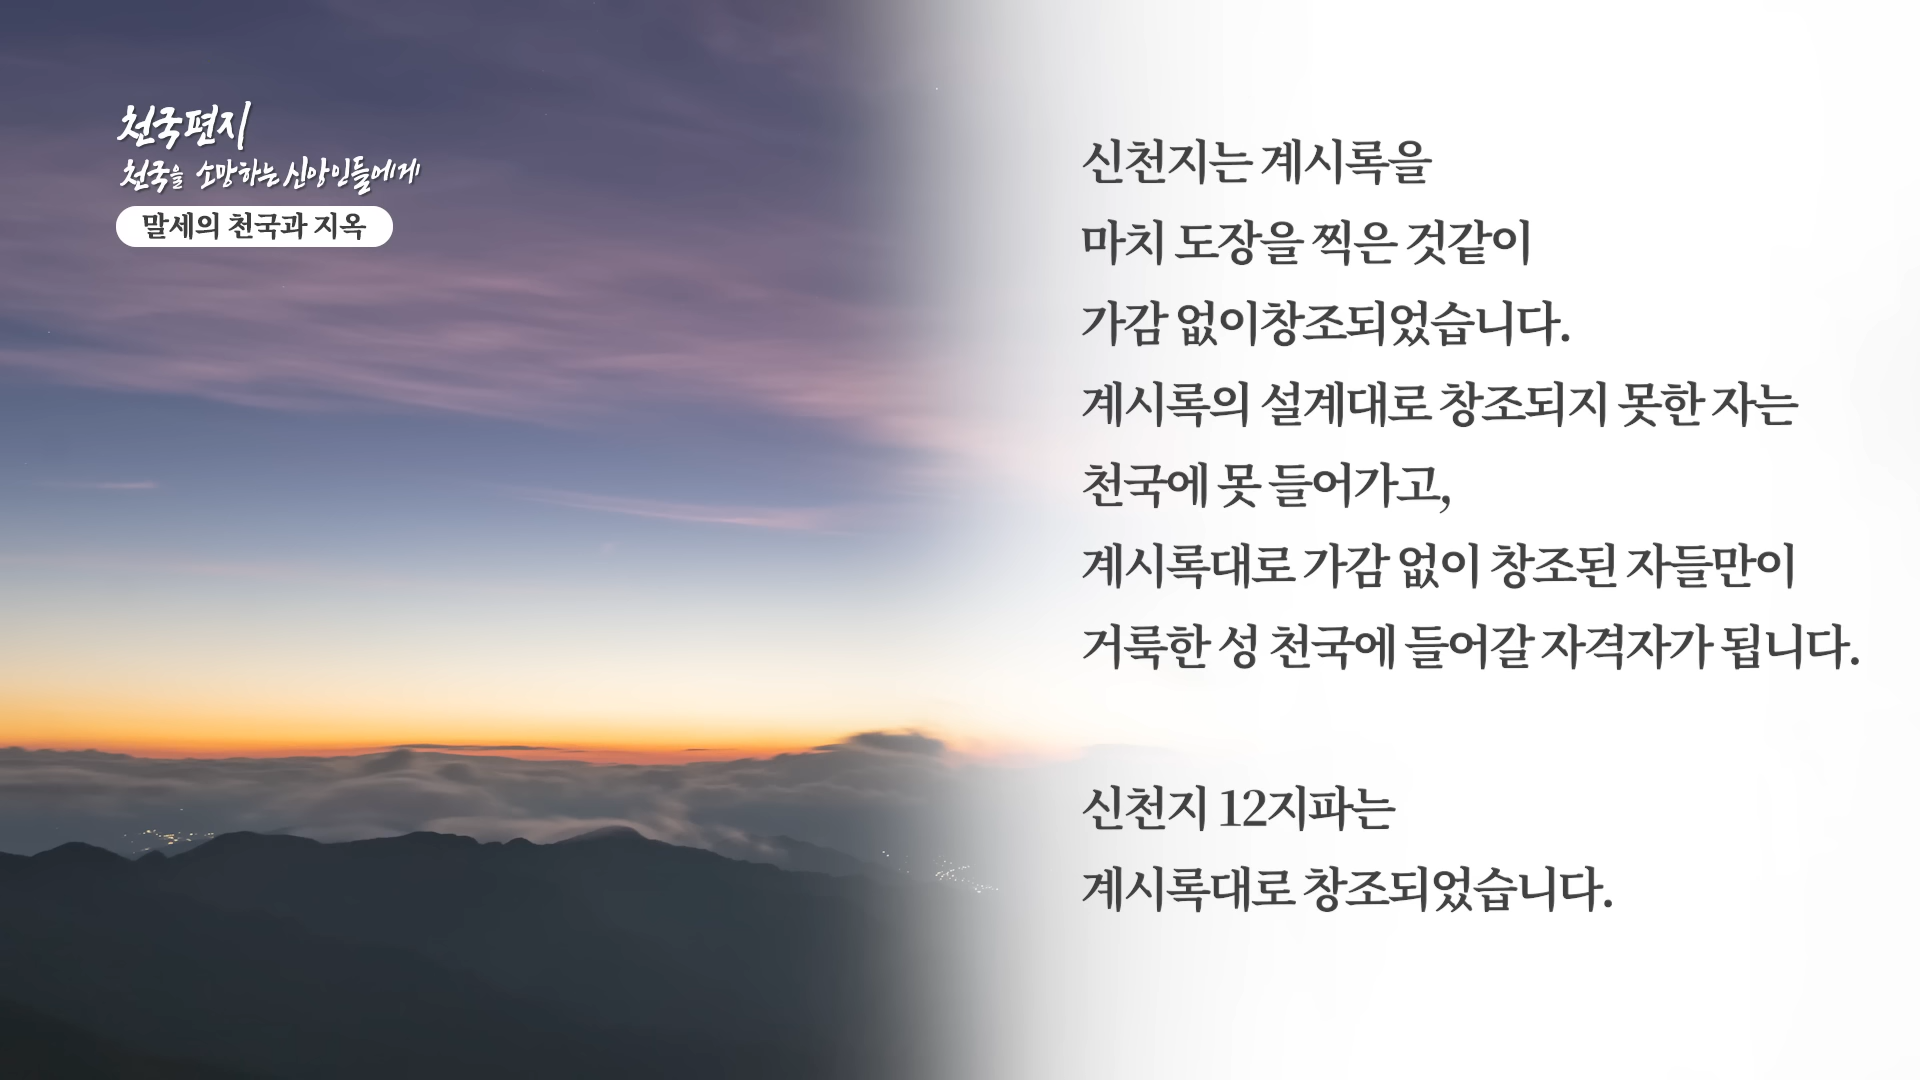 천국편지
천국을 소망하는 신앙인들에게
말세의 천국과 지옥
신천지는 계시록을
마치 도장을 찍은 것같이
가감 없이창조되었습니다.
계시록의 설계대로 창조되지 못한 자는
천국에 못 들어가고,
계시록대로 가감 없이 창조된 자들만이
거룩한 성 천국에 들어갈 자격자가 됩니다.
신천지 12지파는
계시록대로 창조되었습니다.